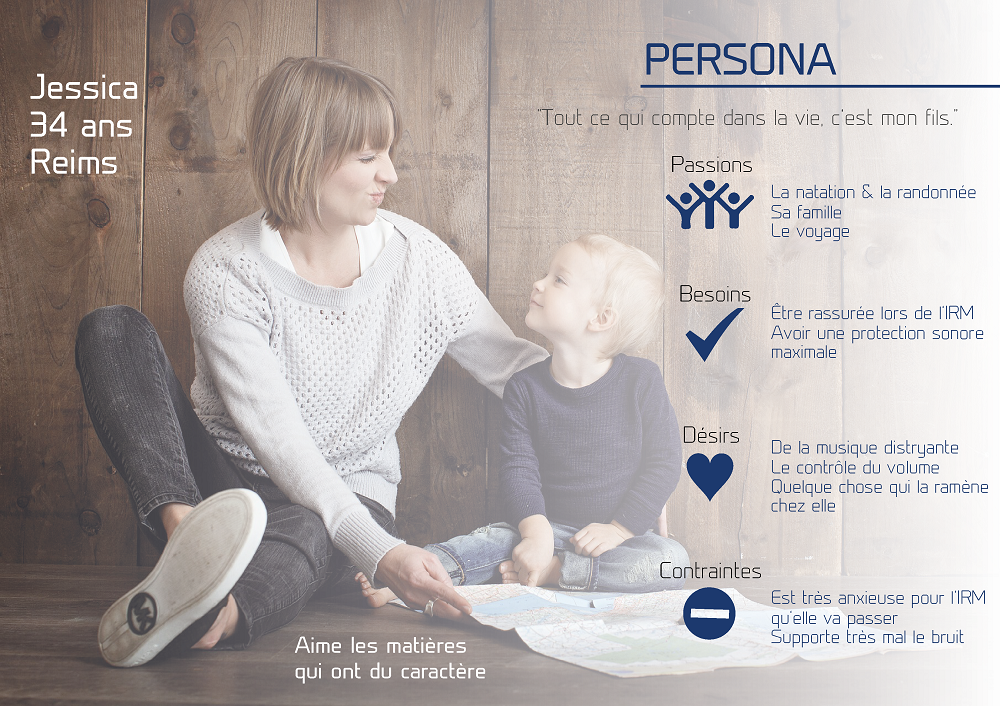 Jessica
34 ans
Reims
PERSONA
"Tout ce qui compte dans la vie, c'est mon fils."
Passions
La natation & la randonnée
Sa famille
Le voyage
Besoins
Être rassurée lors de l'IRM
Avoir une protection sonore
maximale
Désirs
De la musique distryante
Le contrôle du volume
Quelque chose qui la ramène
chez elle
Contraintes
Est très anxieuse pour l'IRM
qu'elle va passer
Supporte très mal le bruit
Aime les matières
qui ont du caractère